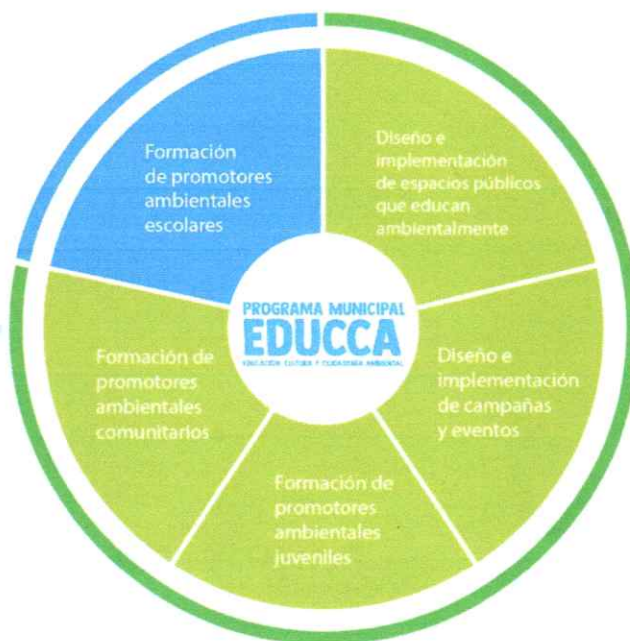 Formación
de promotores
ambientales
escolares
Diseño e
implementación
de espacios públicos
que educan
ambientalmente
PROGRAMA MUNICIPAL
EDUCCA
EDUCACIÓN, CULTURA Y CIUDADANÍA AMBIENTAL
Formación de
promotores
ambientales
comunitarios
Diseño e
implementación
de campañas
y eventos
Formación de
promotores
ambientales
juveniles